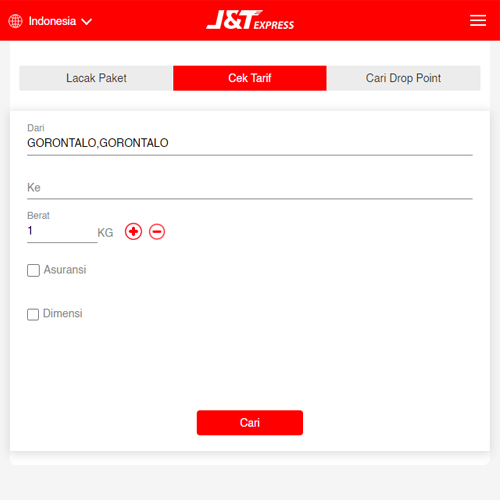 Indonesia
J&T EXPRESS
Lacak Paket
Cek Tarif
Cari Drop Point
Dari
GORONTALO,GORONTALO
Ke
Berat
1 KG
Asuransi
Dimensi
Cari